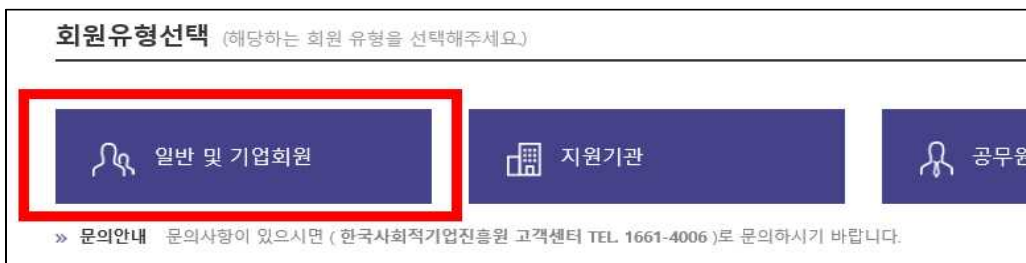 회원유형선택 (해당하는 회원 유형을 선택해주세요.)
일반 및 기업회원 지원기관 공무원
» 문의안내 문의사항이 있으시면 ( 한국사회적기업진흥원 고객센터 TEL. 1661-4006 )로 문의하시기 바랍니다.